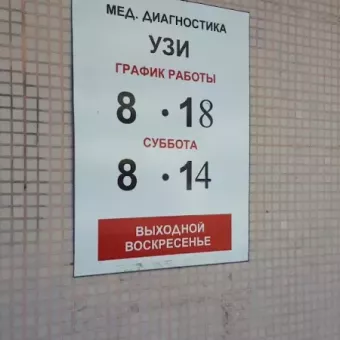 МЕД. ДИАГНОСТИКА
УЗИ
ГРАФИК РАБОТЫ
8 · 18
СУББОТА
8 · 14
ВЫХОДНОЙ
ВОСКРЕСЕНЬЕ